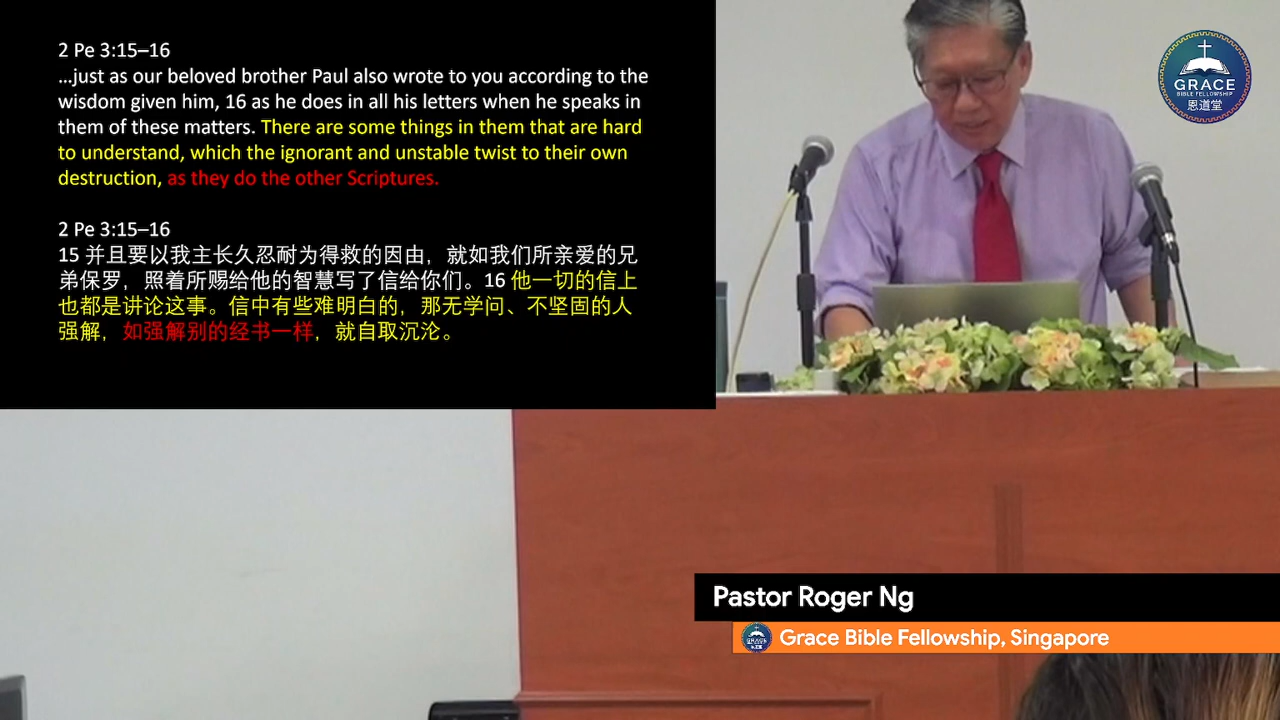 2 Pe 3:15–16
…just as our beloved brother Paul also wrote to you according to the
wisdom given him, 16 as he does in all his letters when he speaks in
them of these matters. There are some things in them that are hard
to understand, which the ignorant and unstable twist to their own
destruction, as they do the other Scriptures.
2 Pe 3:15–16
15 并且要以我主长久忍耐为得救的因由，就如我们所亲爱的兄
弟保罗，照着所赐给他的智慧写了信给你们。16 他一切的信上
也都是讲论这事。信中有些难明白的，那无学问、不坚固的人
强解，如强解别的经书一样，就自取沉沦。
GRACE
BIBLE FELLOWSHIP
恩道堂
Pastor Roger Ng
Grace Bible Fellowship, Singapore